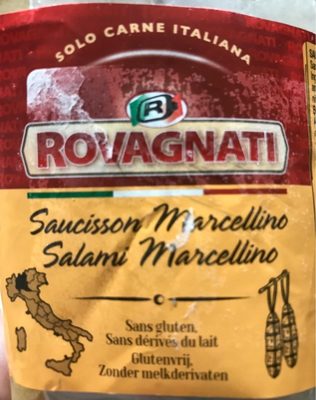 SOLO CARNE ITALIANA
R
ROVAGNATI
Saucisson Marcellino
Salami Marcellino
Sans gluten,
Sans dérivés du lait
Glutenvrij,
Zonder melkderivaten